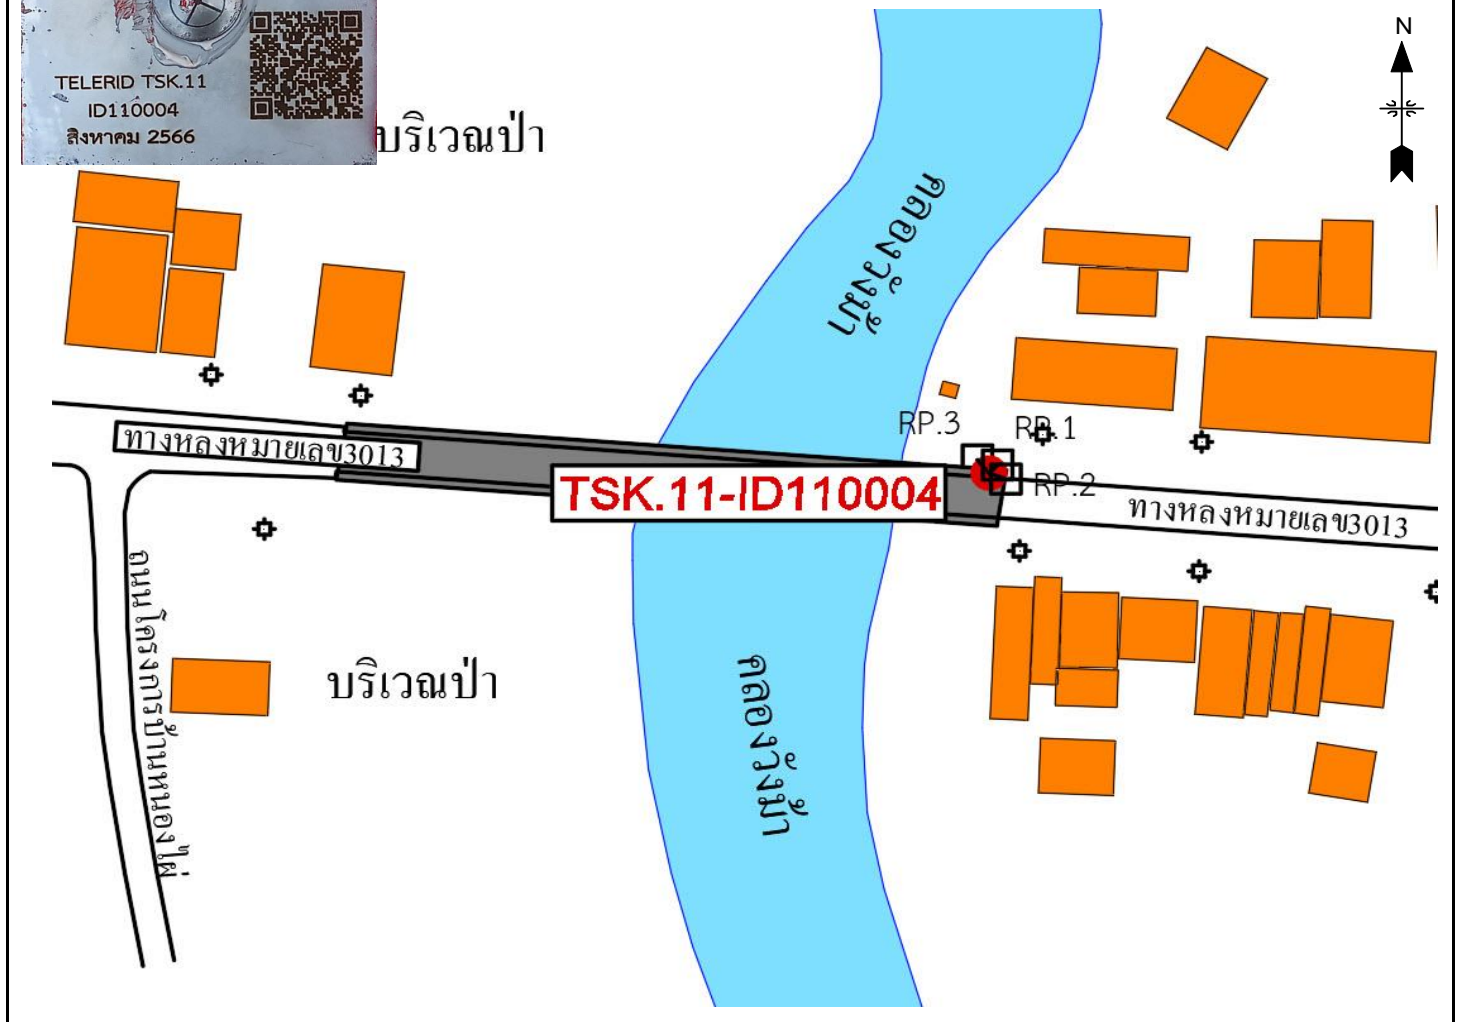 TELERID TSK.11
ID110004
สิงหาคม 2566
บริเวณป่า
N
คลองวังม้า
RP.3
RP.1
RP.2
ทางหลงหมายเลข3013
TSK.11-ID110004
ทางหลงหมายเลข3013
ถนนโครงการบ้านหนองไผ่
บริเวณป่า
คลองวังม้า